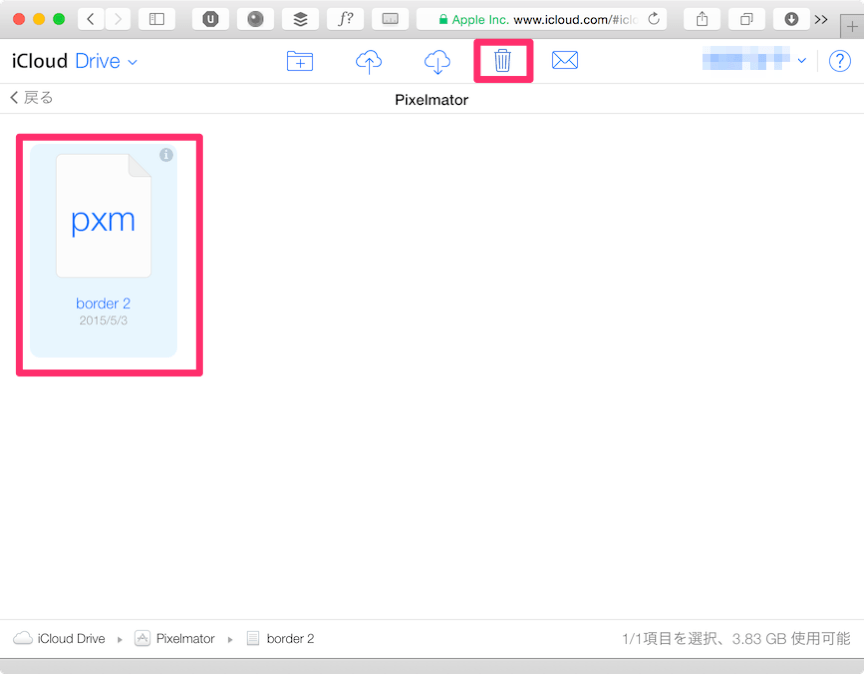 Apple Inc. www.icloud.com/#iclo
iCloud Drive
戻る
Pixelmator
pxm
border 2
2015/5/3
iCloud Drive ▸ Pixelmator ▸ border 2
1/1項目を選択、3.83 GB 使用可能